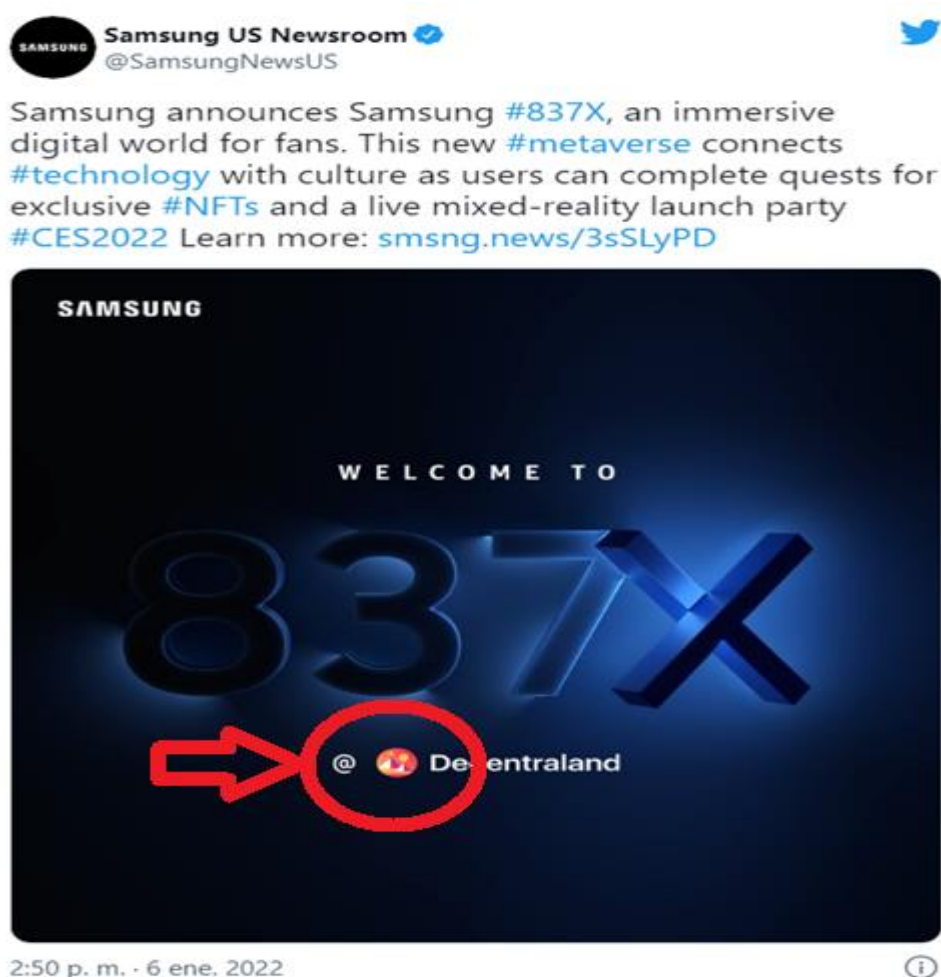 SAMSUNG
Samsung US Newsroom
@SamsungNewsUS
Samsung announces Samsung #837X, an immersive
digital world for fans. This new #metaverse connects
#technology with culture as users can complete quests for
exclusive #NFTs and a live mixed-reality launch party
#CES2022 Learn more: smsng.news/3sSLyPD
SAMSUNG
WELCOME TO
837X
@ Decentraland
2:50 p. m. · 6 ene. 2022